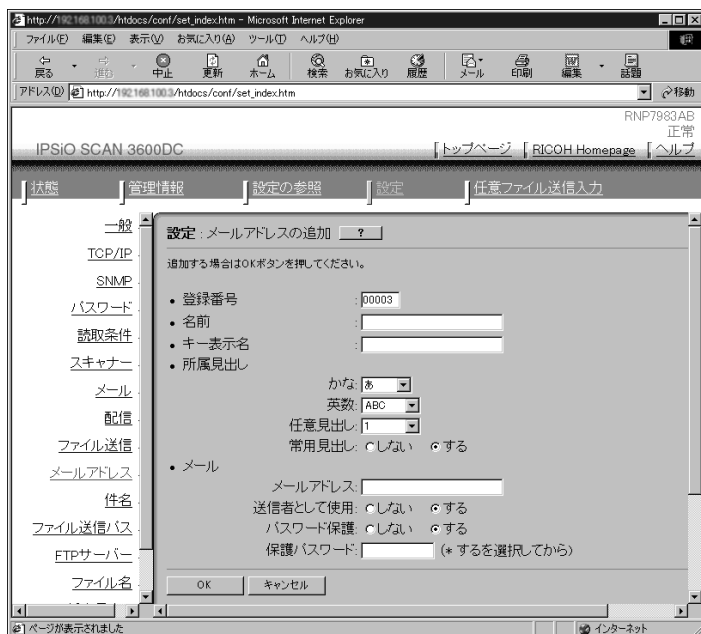 http://192.168.100.3/htdocs/conf/set_index.htm - Microsoft Internet Explorer
ファイル(F) 編集(E) 表示(V) お気に入り(A) ツール(T) ヘルプ(H)
戻る 進む 中止 更新 ホーム 検索 お気に入り 履歴 メール 印刷 編集 話題
アドレス(D) http://192.168.100.3/htdocs/conf/set_index.htm 移動
RNP7983AB
正常
IPSiO SCAN 3600DC [トップページ [RICOH Homepage [ヘルプ
[状態 [管理情報 [設定の参照 [設定 [任意ファイル送信入力
一般
TCP/IP
SNMP
パスワード
読取条件
スキャナー
メール
配信
ファイル送信
メールアドレス
件名
ファイル送信パス
FTPサーバー
ファイル名
設定 : メールアドレスの追加 ?
追加する場合はOKボタンを押してください。
• 登録番号 : 00003
• 名前 :
• キー表示名 :
• 所属見出し
かな: あ
英数: ABC
任意見出し: 1
常用見出し: しない する
• メール
メールアドレス:
送信者として使用: しない する
パスワード保護: しない する
保護パスワード: (* するを選択してから)
OK キャンセル
ページが表示されました インターネット